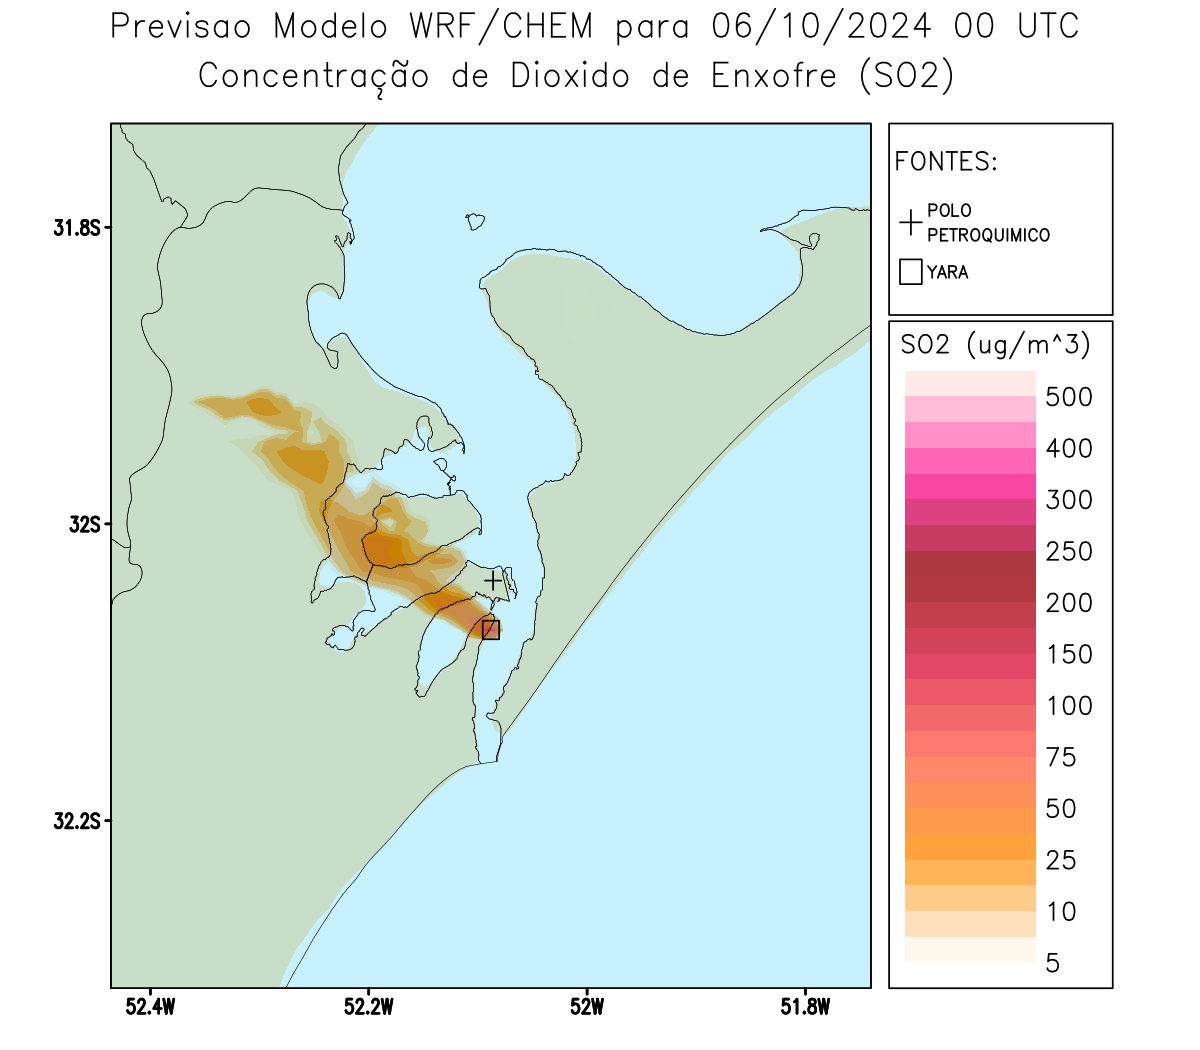 Previsao Modelo WRF/CHEM para 06/10/2024 00 UTC
Concentração de Dioxido de Enxofre (SO2)
FONTES:
POLO
PETROQUIMICO
YARA
31.8S
32S
32.2S
52.4W
52.2W
52W
51.8W
SO2 (ug/m^3)
500
400
300
250
200
150
100
75
50
25
10
5